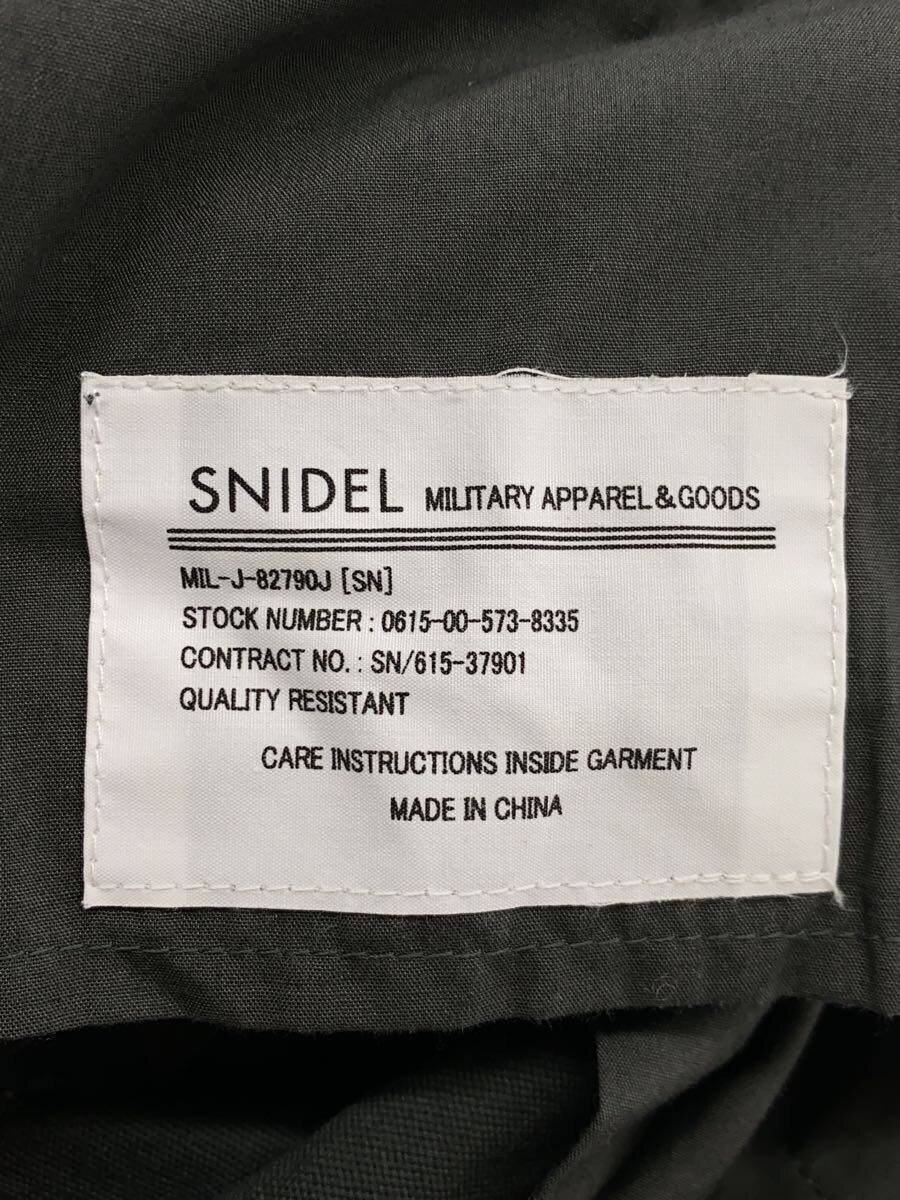 SNIDEL MILITARY APPAREL&GOODS
MIL-J-82790J [SN]
STOCK NUMBER : 0615-00-573-8335
CONTRACT NO. : SN/615-37901
QUALITY RESISTANT
CARE INSTRUCTIONS INSIDE GARMENT
MADE IN CHINA